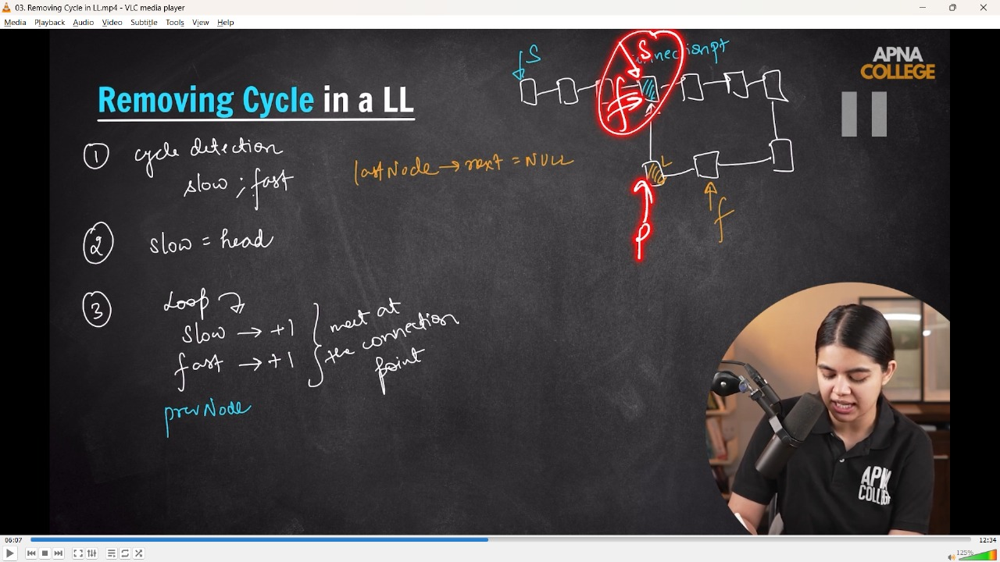 03. Removing Cycle in LL.mp4 - VLC media player
Media Playback Audio Video Subtitle Tools View Help
S
S
connection pt
f
APNA
COLLEGE
Removing Cycle in a LL
① cycle detection
slow ; fast
lastNode → next = NULL
L
P
f
② slow = head
③ Loop
slow → +1
fast → +1
meet at
the connection
point
prevNode
APNA
COLLEGE
06:07
12:34
125%